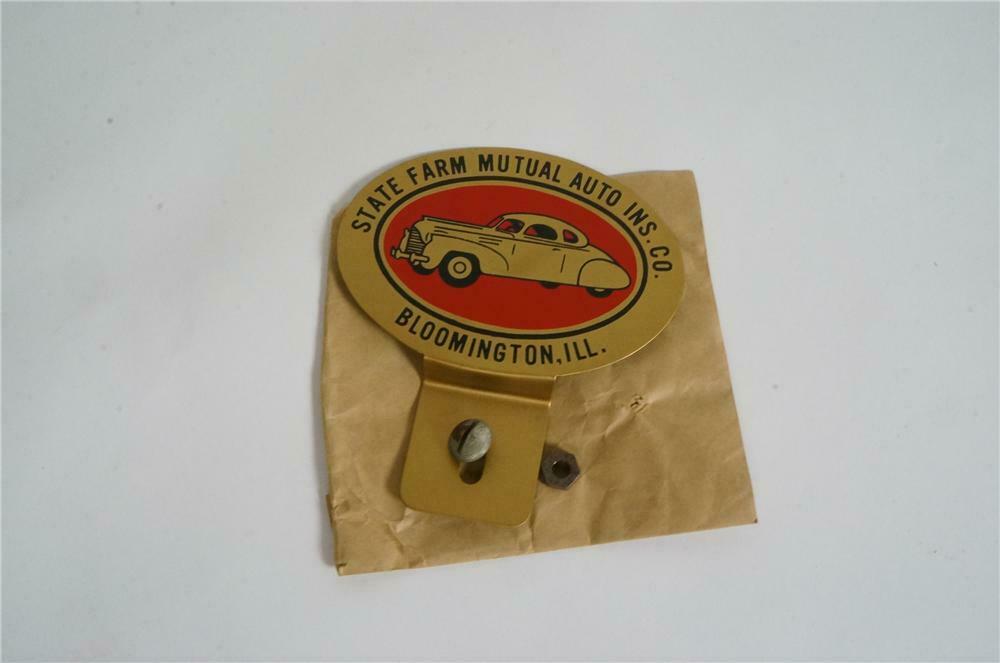 STATE FARM MUTUAL AUTO INS. CO.
BLOOMINGTON, ILL.